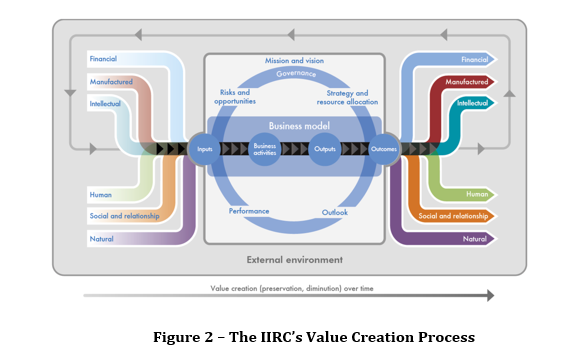 Financial
Manufactured
Intellectual
Human
Social and relationship
Natural
Mission and vision
Governance
Risks and
opportunities
Strategy and
resource allocation
Business model
Inputs
Business
activities
Outputs
Outcomes
Performance
Outlook
Financial
Manufactured
Intellectual
Human
Social and relationship
Natural
External environment
Value creation (preservation, diminution) over time
Figure 2 – The IIRC's Value Creation Process